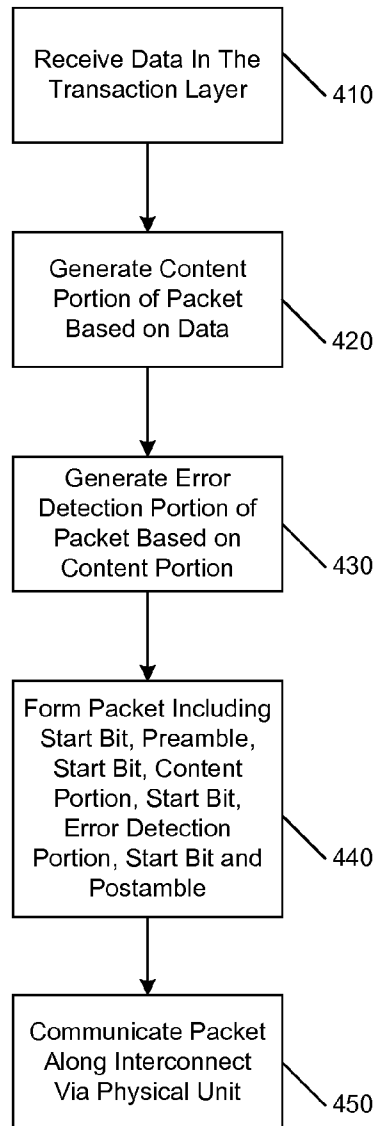 Receive Data In The
Transaction Layer
410
Generate Content
Portion of Packet
Based on Data
420
Generate Error
Detection Portion of
Packet Based on
Content Portion
430
Form Packet Including
Start Bit, Preamble,
Start Bit, Content
Portion, Start Bit,
Error Detection
Portion, Start Bit and
Postamble
440
Communicate Packet
Along Interconnect
Via Physical Unit
450